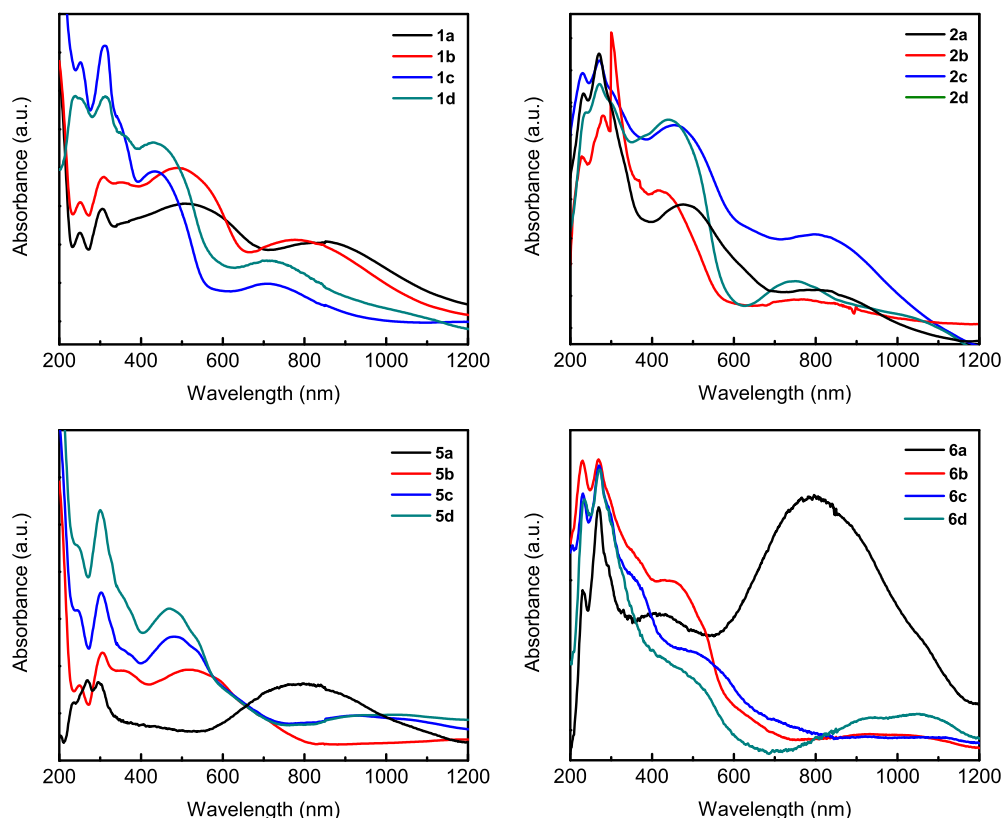 1a
1b
1c
1d
Absorbance (a.u.)
200 400 600 800 1000 1200
Wavelength (nm)
2a
2b
2c
2d
Absorbance (a.u.)
200 400 600 800 1000 1200
Wavelength (nm)
5a
5b
5c
5d
Absorbance (a.u.)
200 400 600 800 1000 1200
Wavelength (nm)
6a
6b
6c
6d
Absorbance (a.u.)
200 400 600 800 1000 1200
Wavelength (nm)